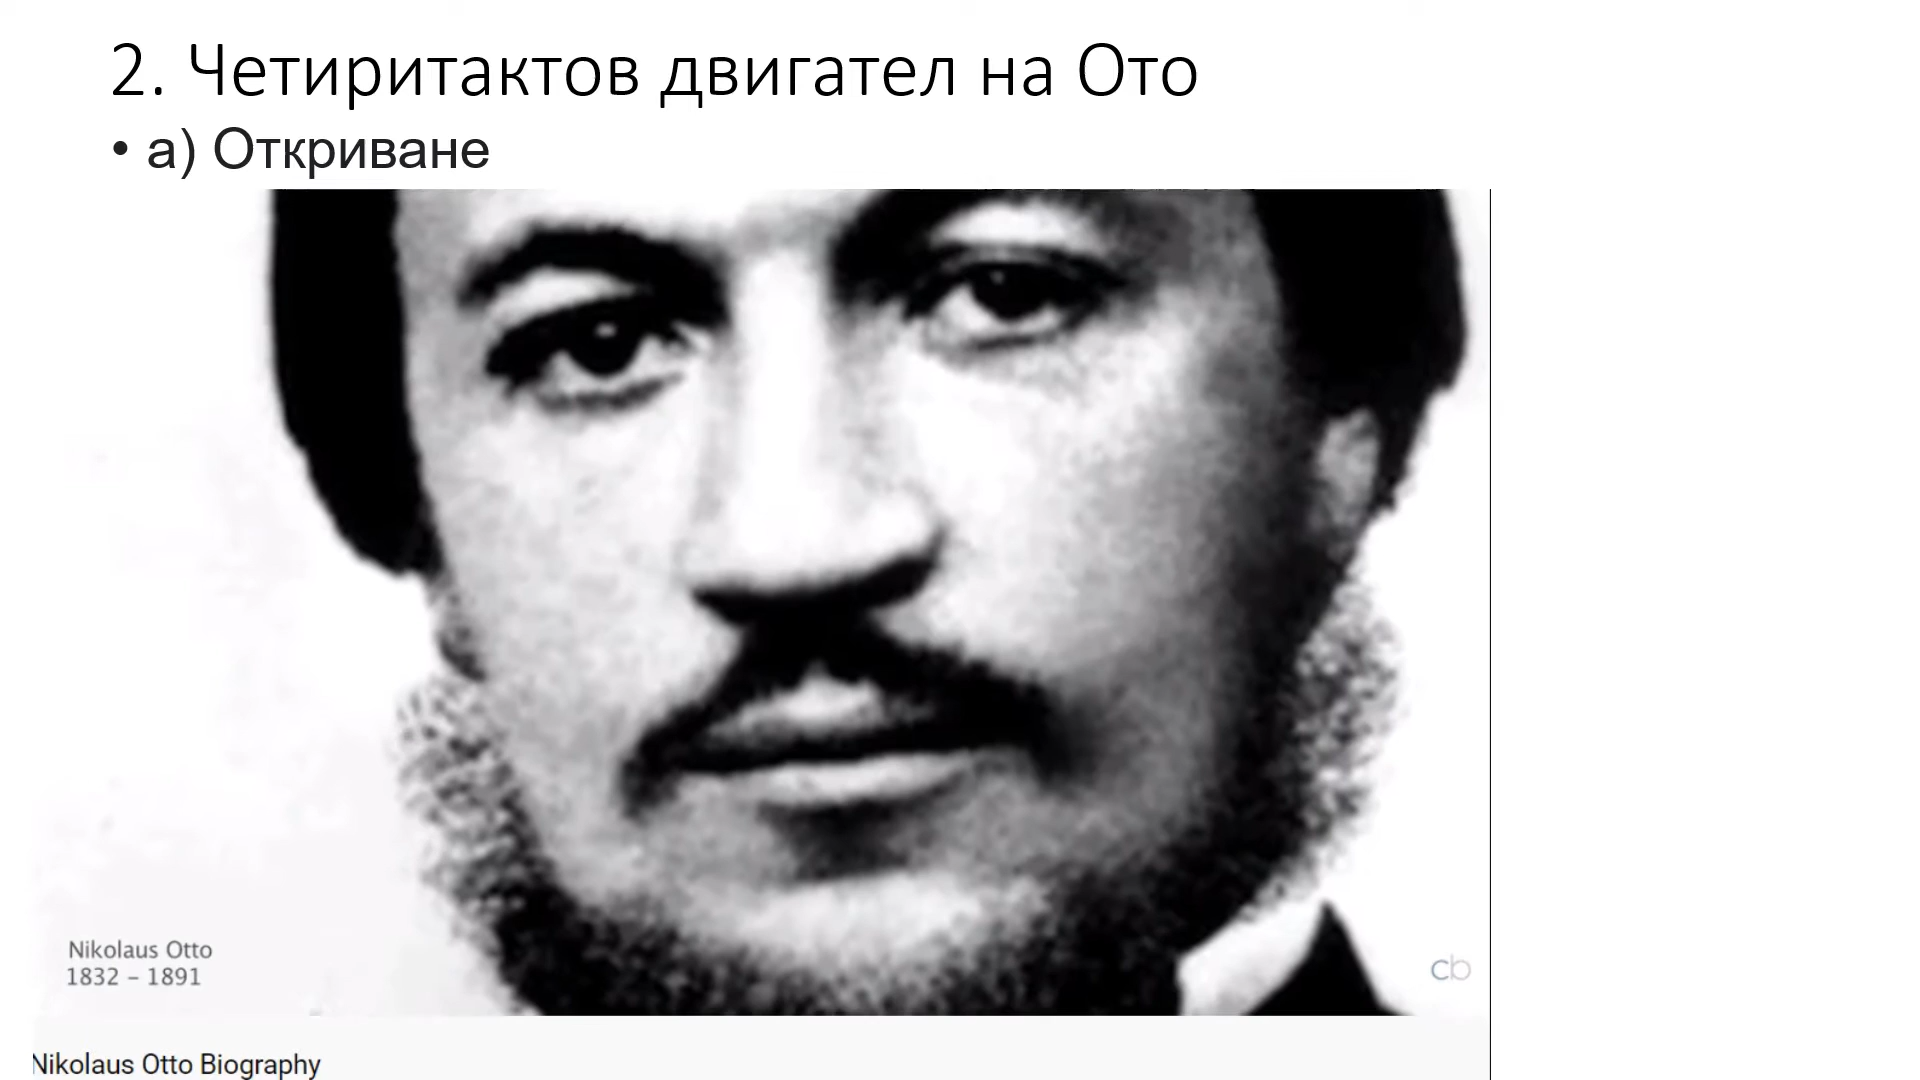 2. Четиритактов двигател на Ото
• а) Откриване
Nikolaus Otto
1832 – 1891
cb
Nikolaus Otto Biography